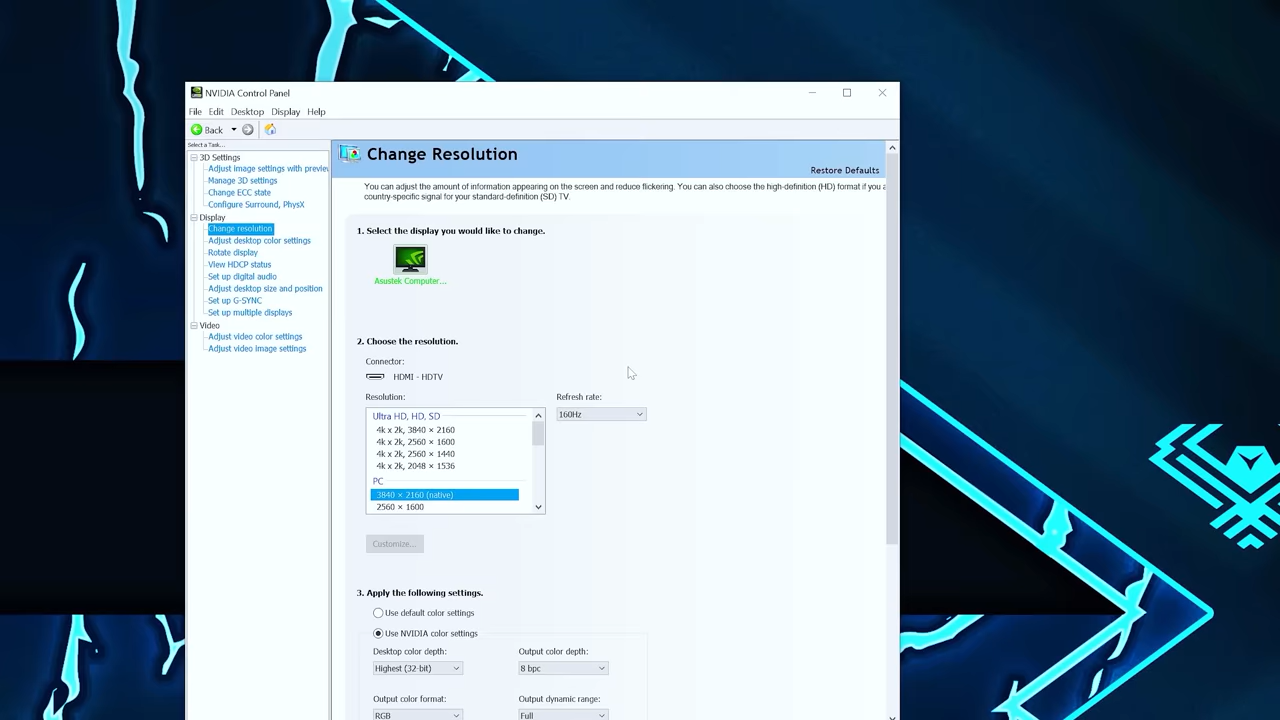 NVIDIA Control Panel
File Edit Desktop Display Help
Back
Select a Task...
3D Settings
Adjust image settings with preview
Manage 3D settings
Change ECC state
Configure Surround, PhysX
Display
Change resolution
Adjust desktop color settings
Rotate display
View HDCP status
Set up digital audio
Adjust desktop size and position
Set up G-SYNC
Set up multiple displays
Video
Adjust video color settings
Adjust video image settings
Change Resolution
Restore Defaults
You can adjust the amount of information appearing on the screen and reduce flickering. You can also choose the high-definition (HD) format if you a
country-specific signal for your standard-definition (SD) TV.
1. Select the display you would like to change.
Asustek Computer...
2. Choose the resolution.
Connector:
HDMI - HDTV
Resolution:
Refresh rate:
160Hz
Ultra HD, HD, SD
4k x 2k, 3840 × 2160
4k x 2k, 2560 × 1600
4k x 2k, 2560 × 1440
4k x 2k, 2048 × 1536
PC
3840 × 2160 (native)
2560 × 1600
Customize...
3. Apply the following settings.
Use default color settings
Use NVIDIA color settings
Desktop color depth:
Output color depth:
Highest (32-bit)
8 bpc
Output color format:
Output dynamic range:
RGB
Full